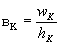 в_K = w_K / h_K